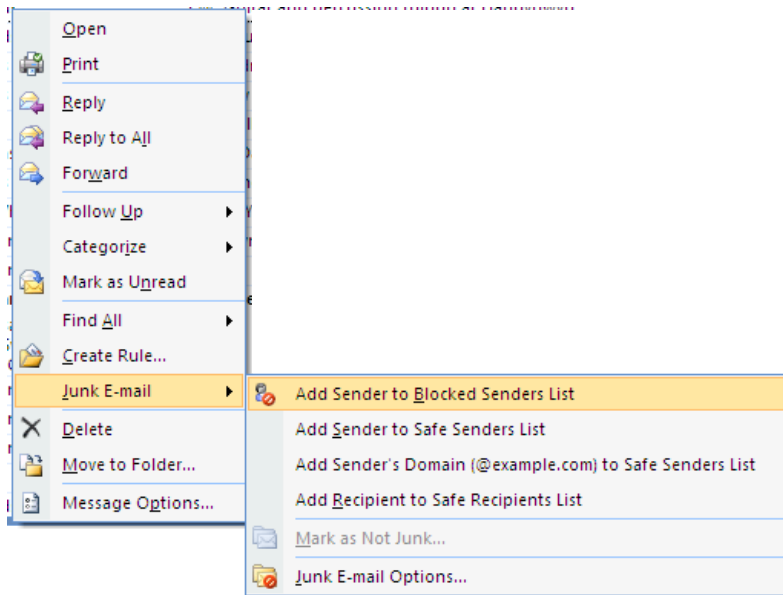 Open
Print
Reply
Reply to All
Forward
Follow Up
Categorize
Mark as Unread
Find All
Create Rule...
Junk E-mail
Add Sender to Blocked Senders List
Delete
Add Sender to Safe Senders List
Move to Folder...
Add Sender's Domain (@example.com) to Safe Senders List
Message Options...
Add Recipient to Safe Recipients List
Mark as Not Junk...
Junk E-mail Options...